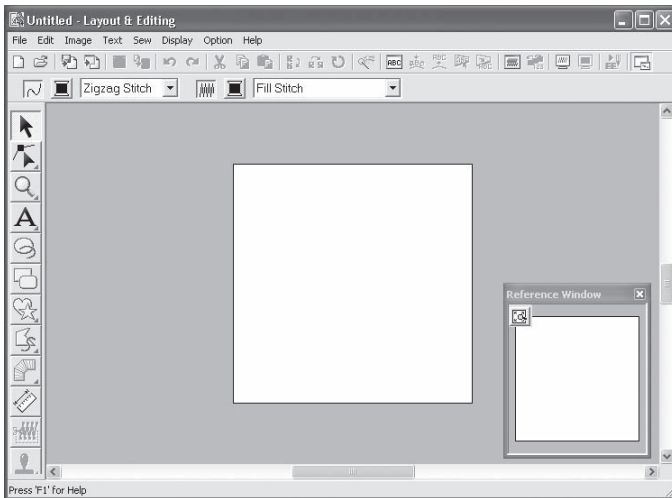 Untitled - Layout & Editing
File Edit Image Text Sew Display Option Help
ABC
Zigzag Stitch Fill Stitch
A
Reference Window
Press 'F1' for Help